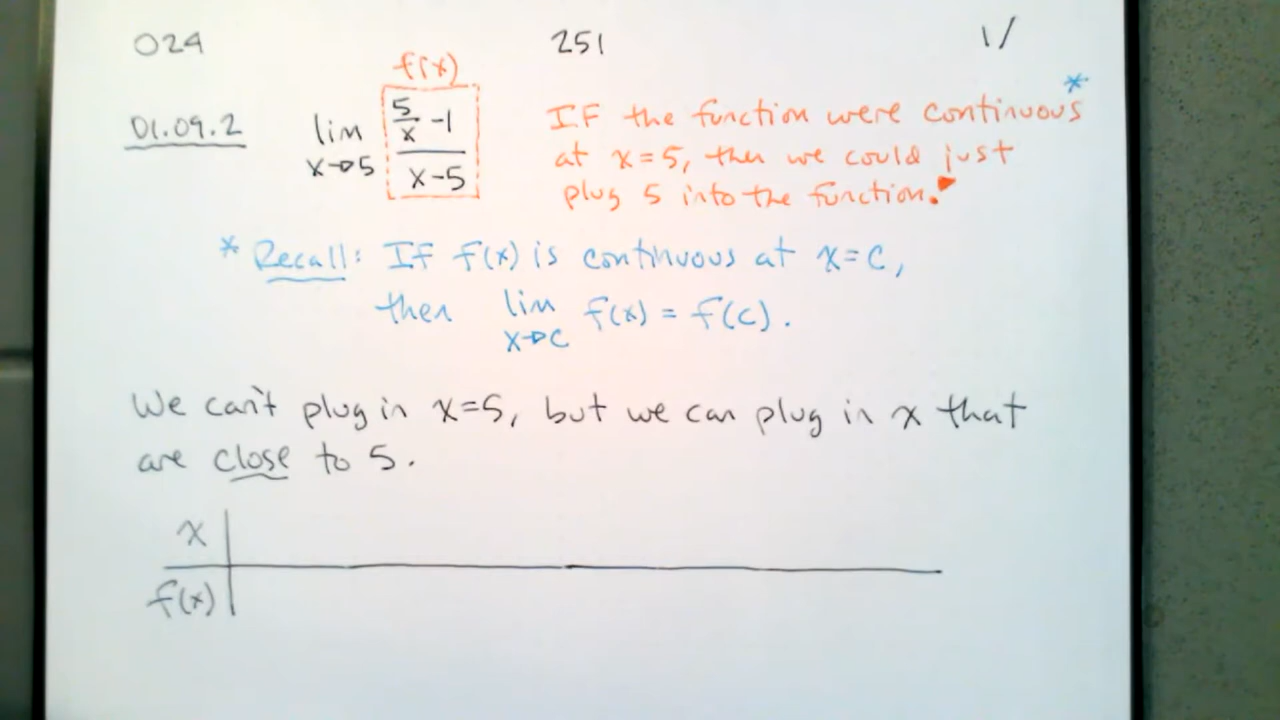 024 251 1/
01.09.2 lim x→5 f(x) (5/x -1)/(x-5)
IF the function were continuous*
at x=5, then we could just
plug 5 into the function.
* Recall: If f(x) is continuous at x=c,
then lim x→c f(x) = f(c).
We can't plug in x=5, but we can plug in x that
are close to 5.
x
f(x)